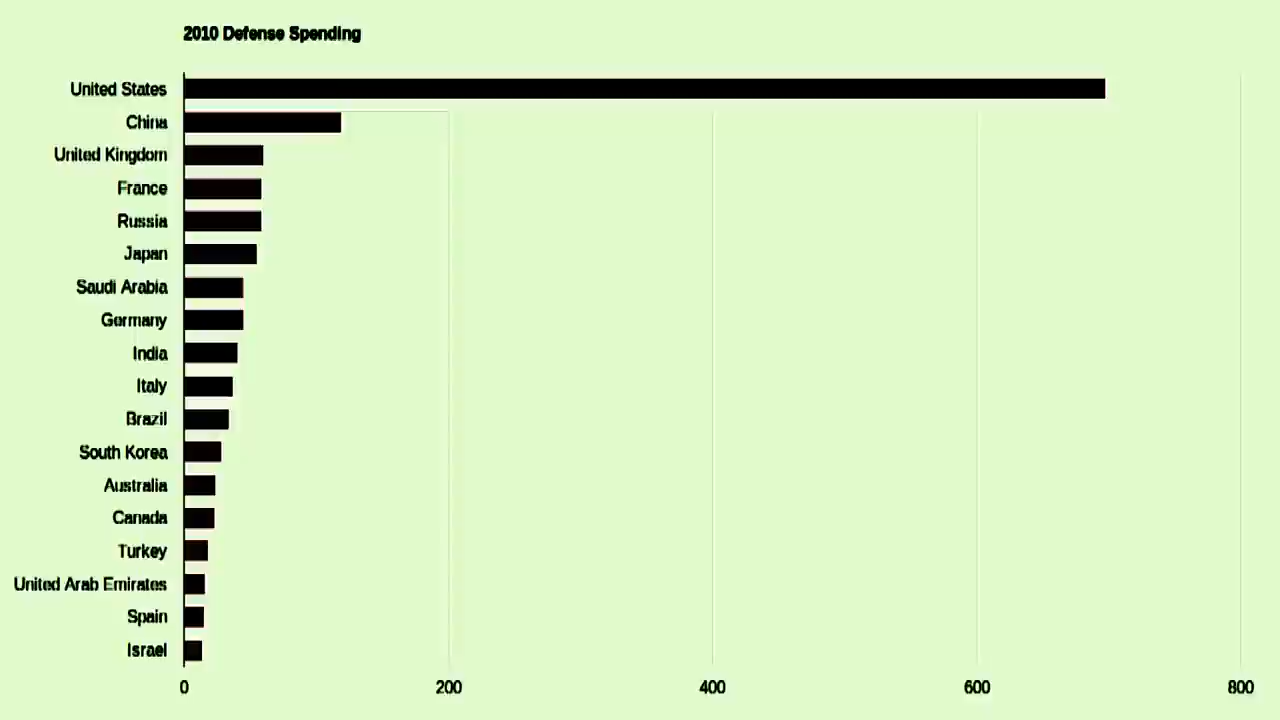 2010 Defense Spending
United States
China
United Kingdom
France
Russia
Japan
Saudi Arabia
Germany
India
Italy
Brazil
South Korea
Australia
Canada
Turkey
United Arab Emirates
Spain
Israel
0 200 400 600 800